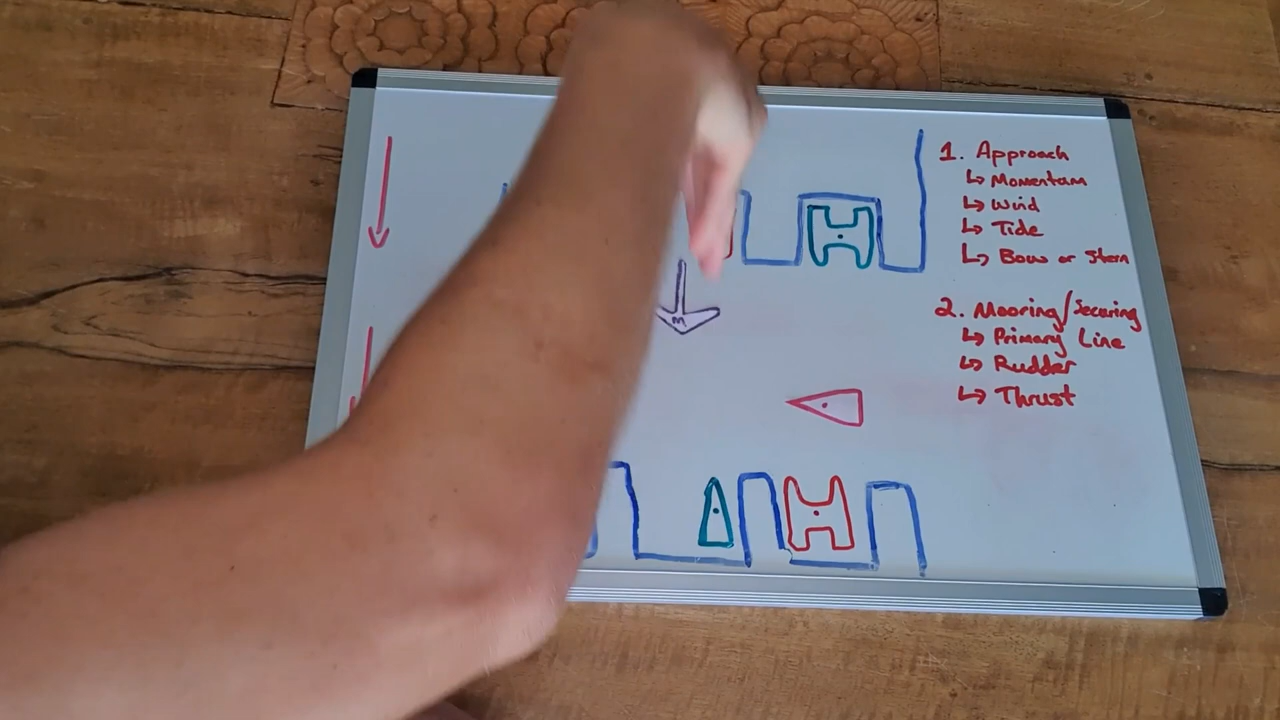 1. Approach
↳ Momentum
↳ Wind
↳ Tide
↳ Bow or Stern
2. Mooring/Securing
↳ Primary Line
↳ Rudder
↳ Thrust
m